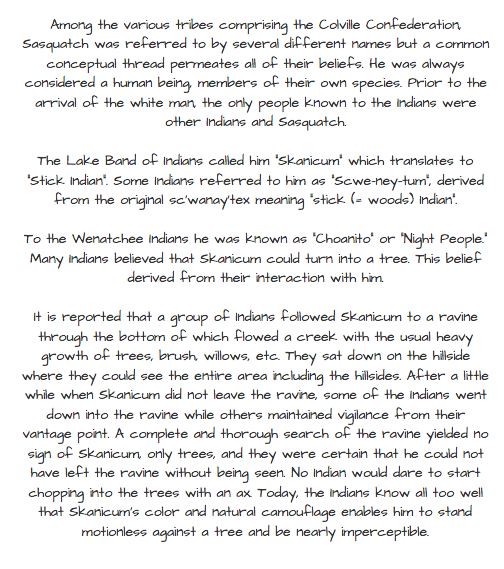 Among the various tribes comprising the Colville Confederation,
Sasquatch was referred to by several different names but a common
conceptual thread permeates all of their beliefs. He was always
considered a human being, members of their own species. Prior to the
arrival of the white man, the only people known to the Indians were
other Indians and Sasquatch.
The Lake Band of Indians called him "Skanicum" which translates to
"Stick Indian". Some Indians referred to him as "Scwe-ney-tum", derived
from the original sc'wanay'tex meaning "stick (= woods) Indian".
To the Wenatchee Indians he was known as "Choanito" or "Night People."
Many Indians believed that Skanicum could turn into a tree. This belief
derived from their interaction with him.
It is reported that a group of Indians followed Skanicum to a ravine
through the bottom of which flowed a creek with the usual heavy
growth of trees, brush, willows, etc. They sat down on the hillside
where they could see the entire area including the hillsides. After a little
while when Skanicum did not leave the ravine, some of the Indians went
down into the ravine while others maintained vigilance from their
vantage point. A complete and thorough search of the ravine yielded no
sign of Skanicum, only trees, and they were certain that he could not
have left the ravine without being seen. No Indian would dare to start
chopping into the trees with an ax. Today, the Indians know all too well
that Skanicum's color and natural camouflage enables him to stand
motionless against a tree and be nearly imperceptible.